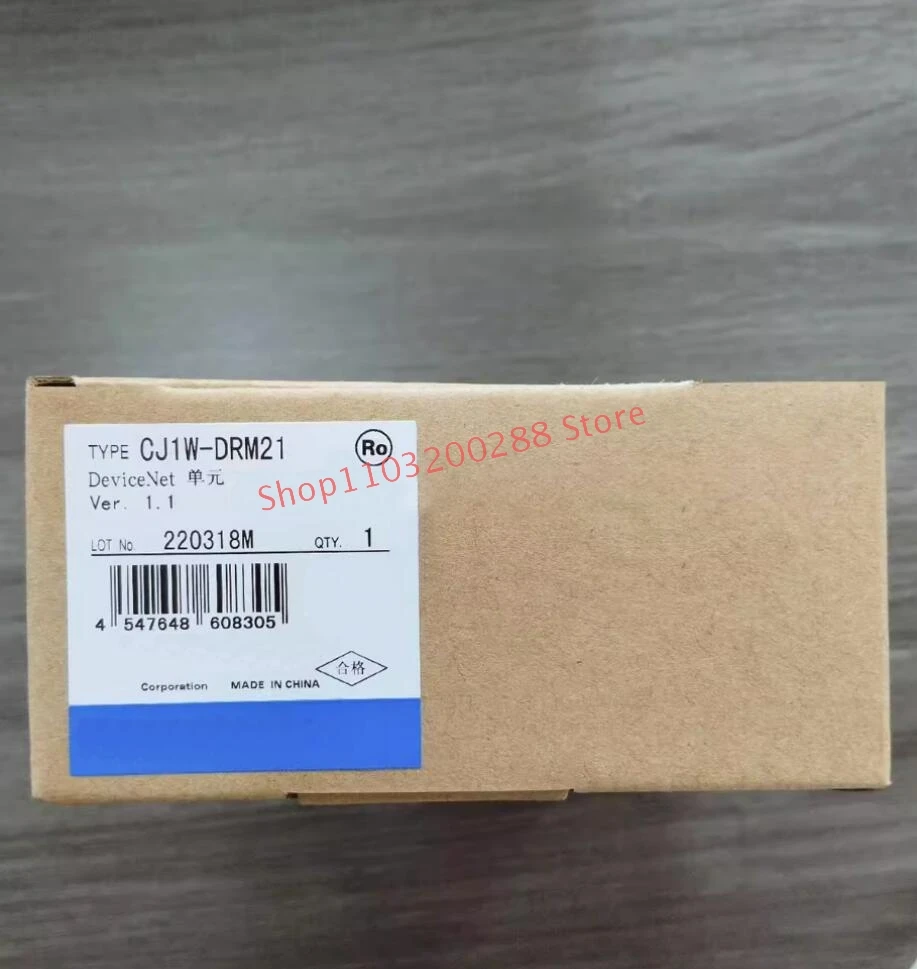 TYPE CJ1W-DRM21
Ro
DeviceNet 单元
Ver. 1.1
Shop1103200288 Store
LOT No. 220318M QTY. 1
4 547648 608305
合格
Corporation MADE IN CHINA